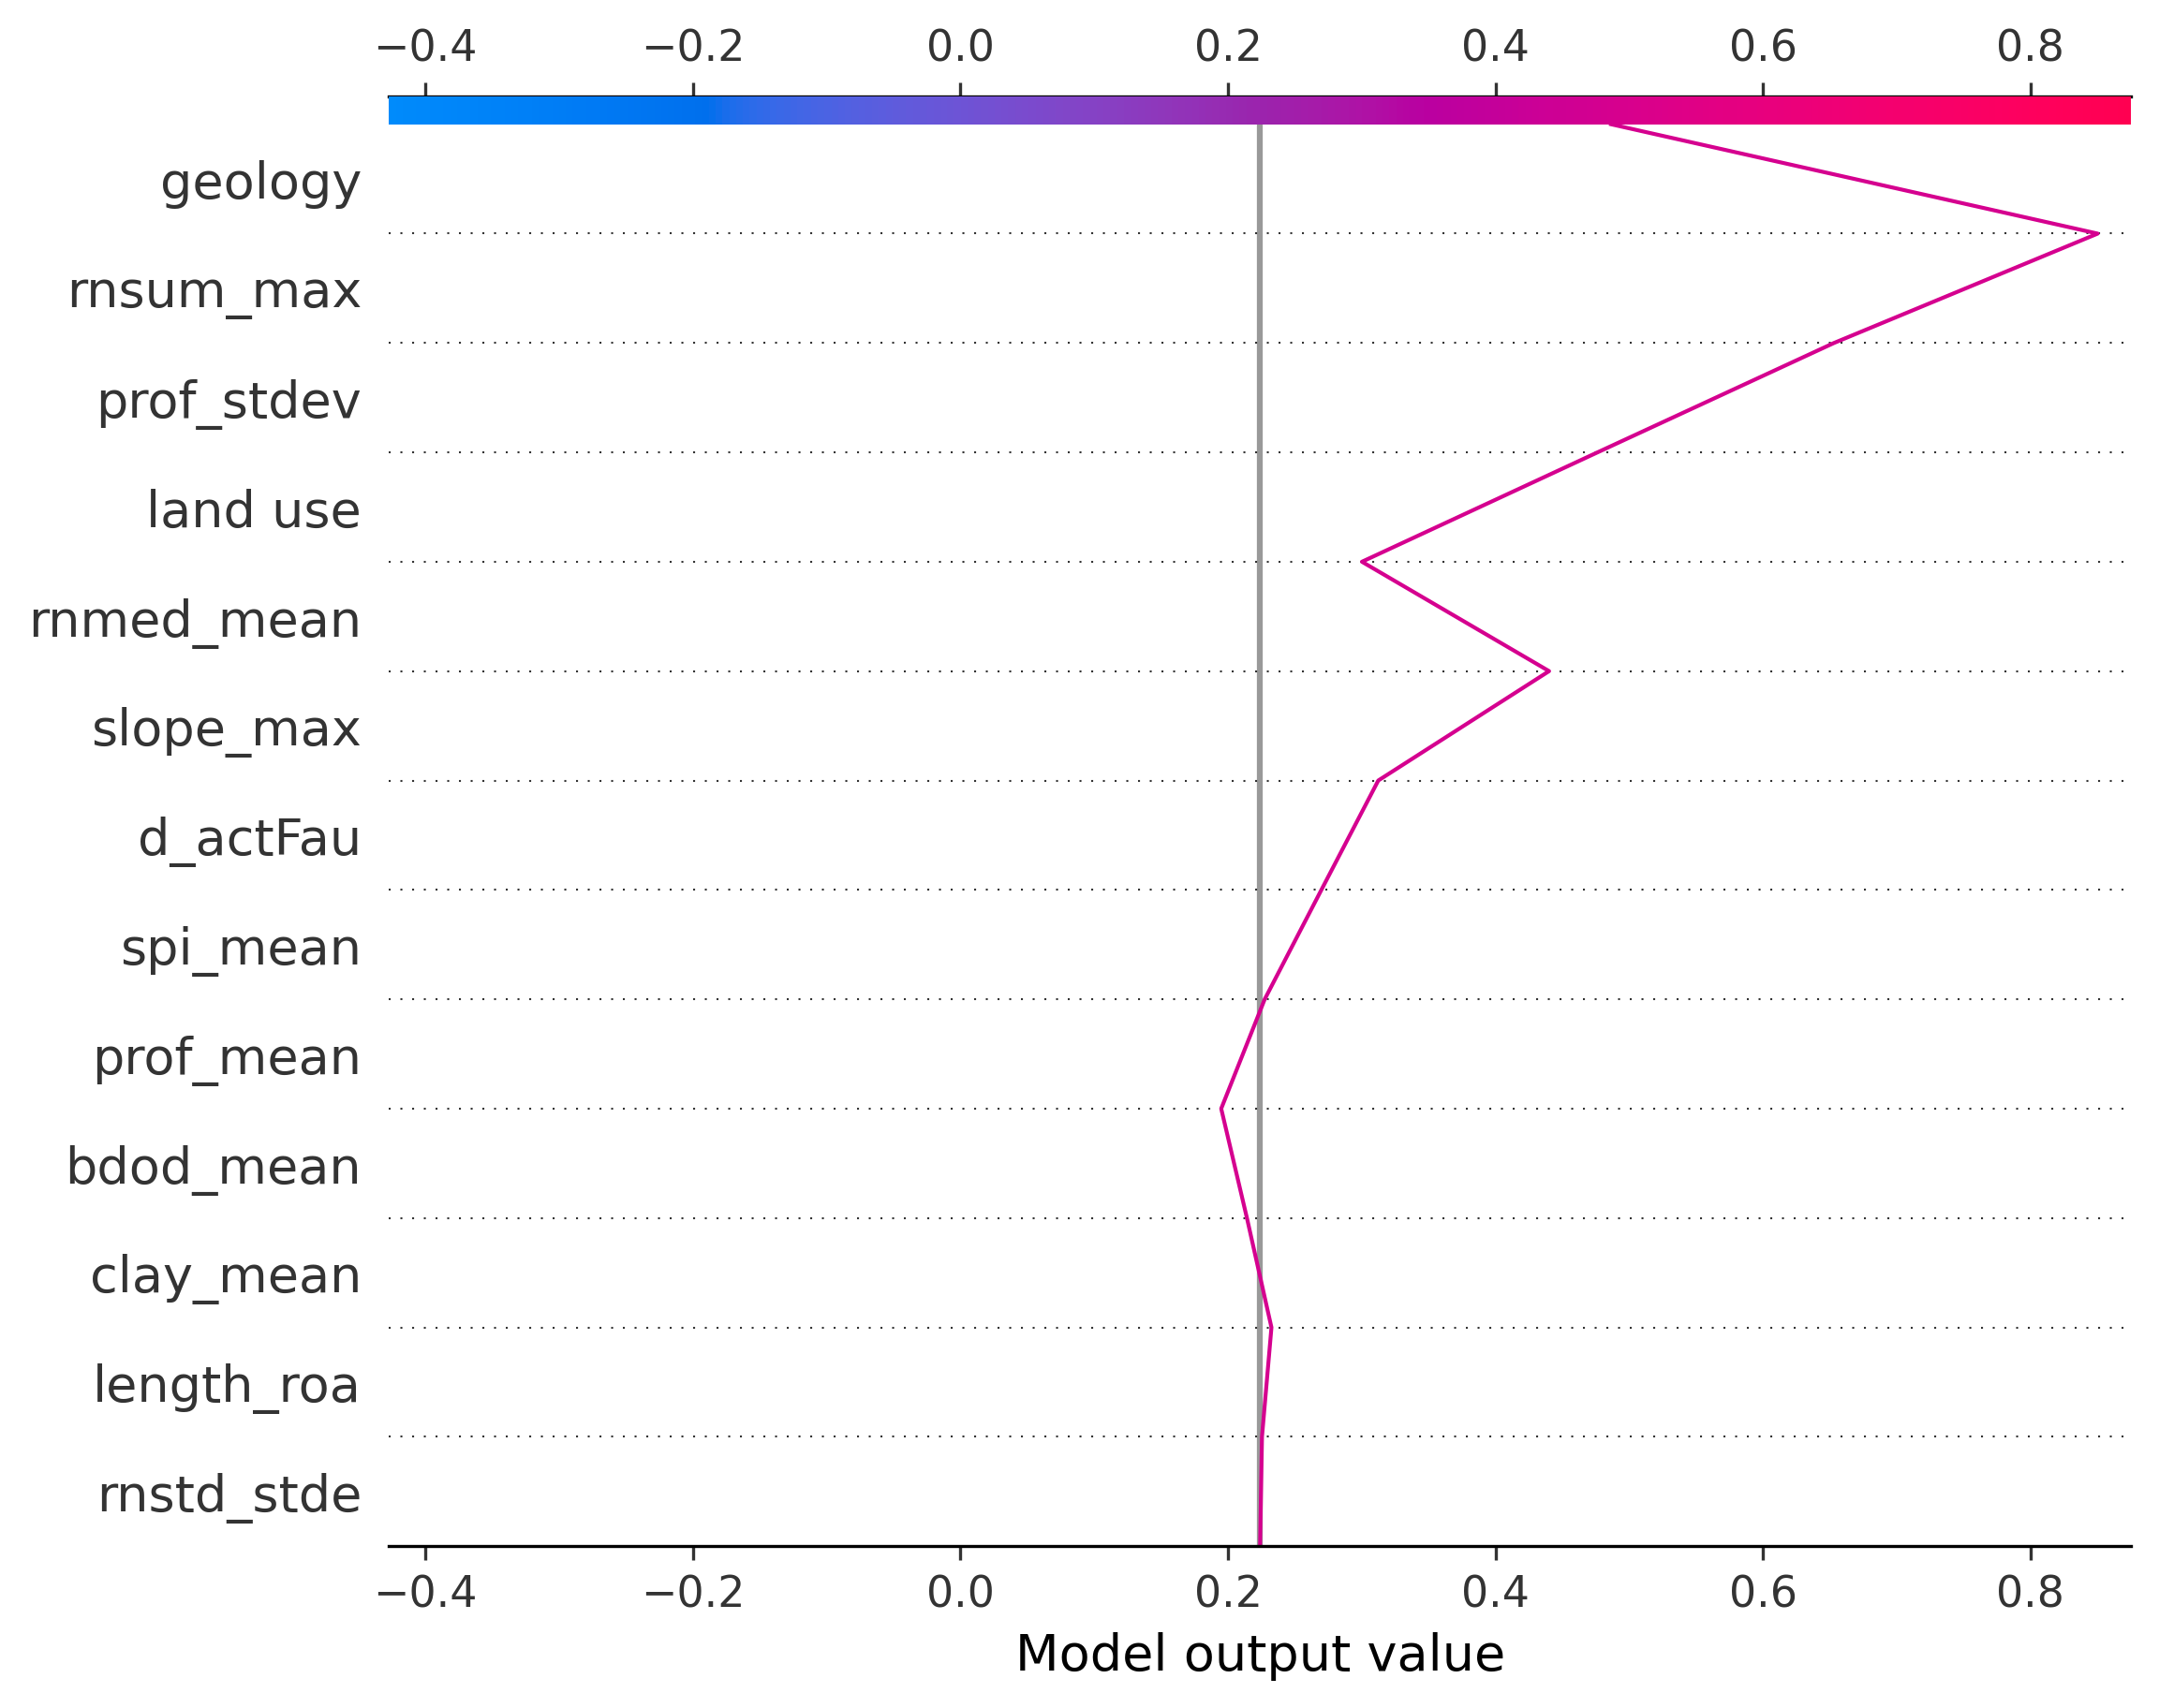 −0.4 −0.2 0.0 0.2 0.4 0.6 0.8
geology
rnsum_max
prof_stdev
land use
rnmed_mean
slope_max
d_actFau
spi_mean
prof_mean
bdod_mean
clay_mean
length_roa
rnstd_stde
−0.4 −0.2 0.0 0.2 0.4 0.6 0.8
Model output value